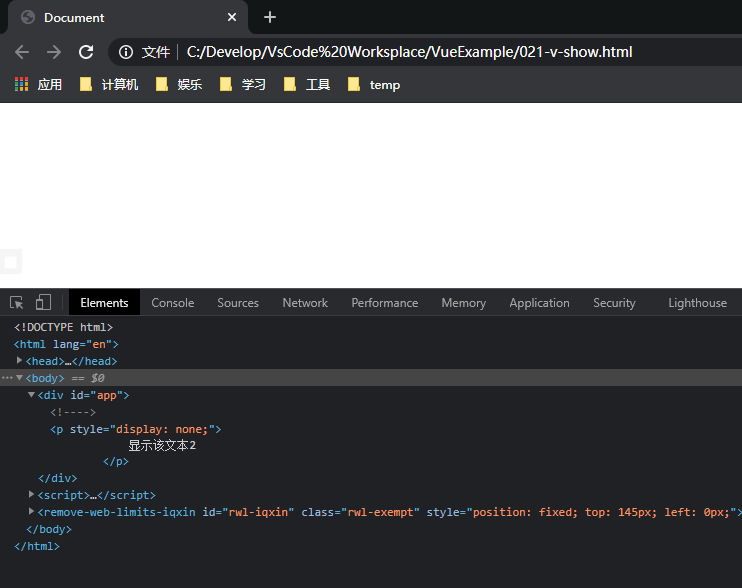 Document
文件 C:/Develop/VsCode%20Worksplace/VueExample/021-v-show.html
应用 计算机 娱乐 学习 工具 temp
Elements Console Sources Network Performance Memory Application Security Lighthouse
<!DOCTYPE html>
<html lang="en">
<head>…</head>
<body> == $0
<div id="app">
<!---->
<p style="display: none;">
显示该文本2
</p>
</div>
<script>…</script>
<remove-web-limits-iqxin id="rwl-iqxin" class="rwl-exempt" style="position: fixed; top: 145px; left: 0px;">
</body>
</html>